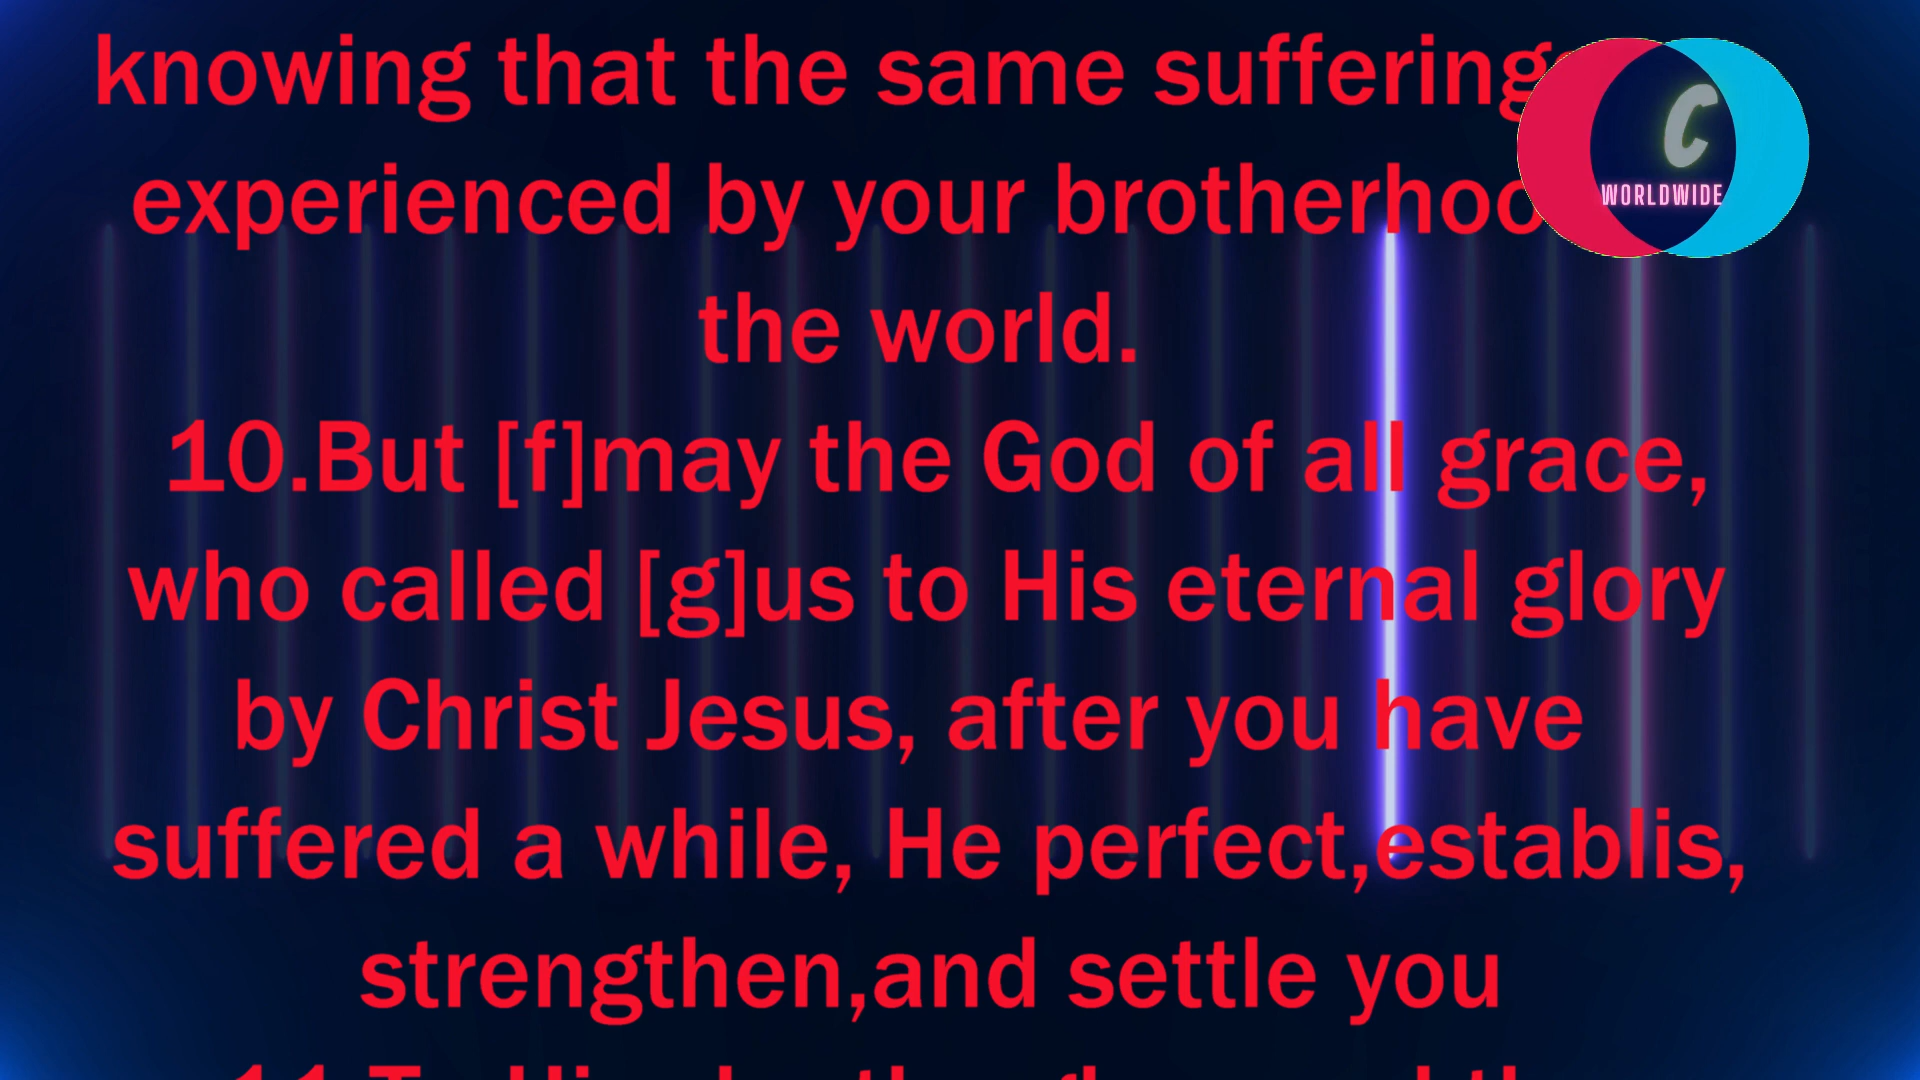 knowing that the same suffering
experienced by your brotherhoo
the world.
10.But [f]may the God of all grace,
who called [g]us to His eternal glory
by Christ Jesus, after you have
suffered a while, He perfect,establis,
strengthen,and settle you
C
WORLDWIDE